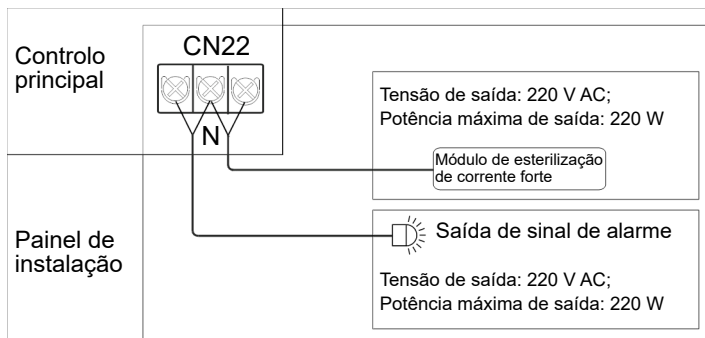 Controlo
principal
CN22
N
Tensão de saída: 220 V AC;
Potência máxima de saída: 220 W
Módulo de esterilização
de corrente forte
Painel de
instalação
Saída de sinal de alarme
Tensão de saída: 220 V AC;
Potência máxima de saída: 220 W